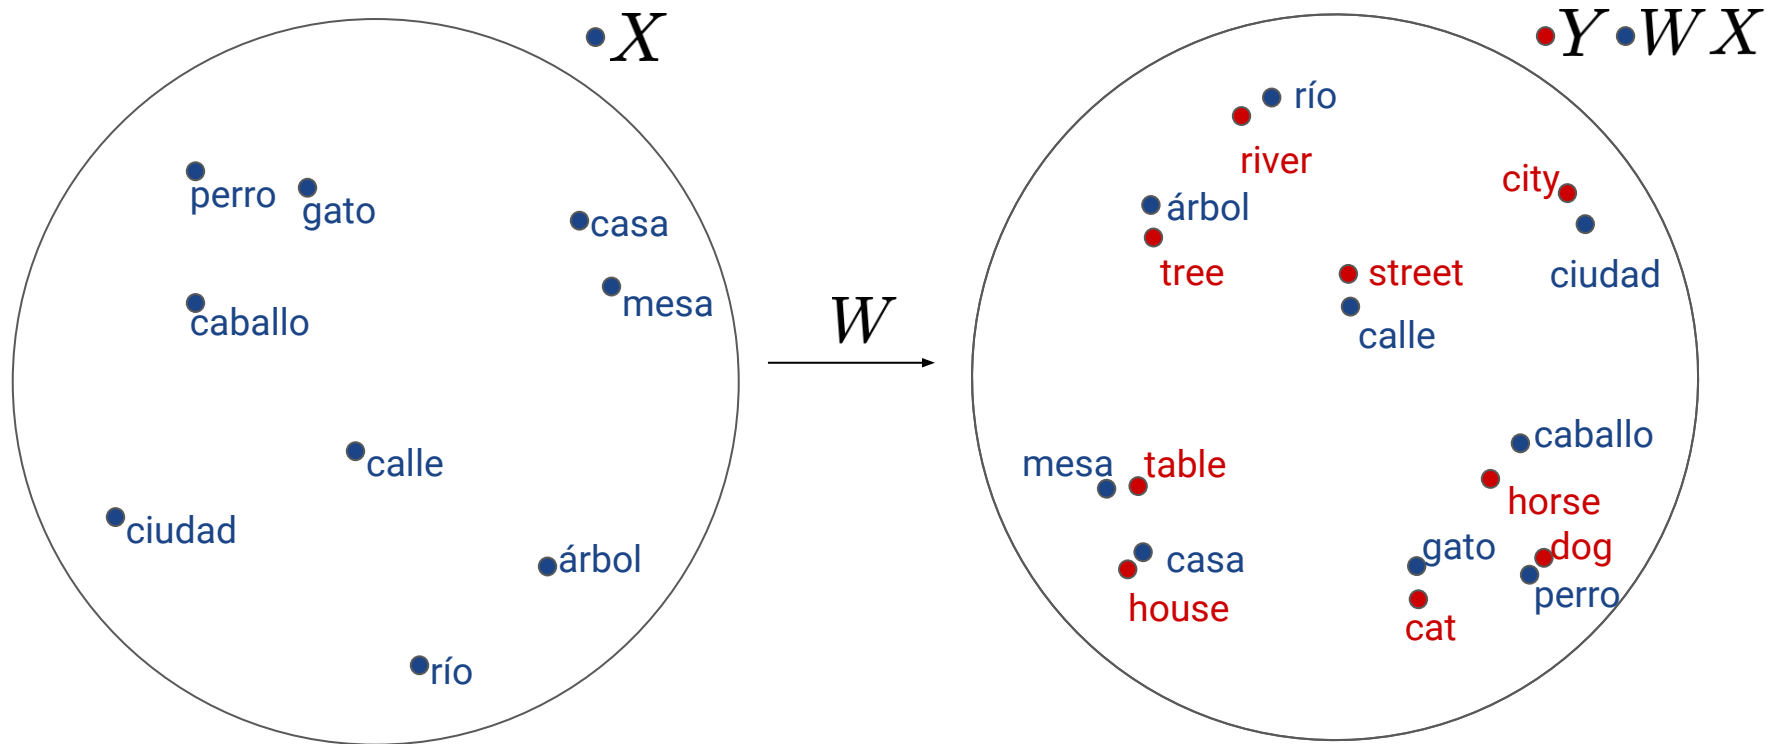 X
perro
gato
casa
mesa
caballo
calle
ciudad
árbol
río
W
Y WX
río
river
city
árbol
tree
street
ciudad
calle
caballo
mesa table
horse
gato dog
casa
perro
house
cat